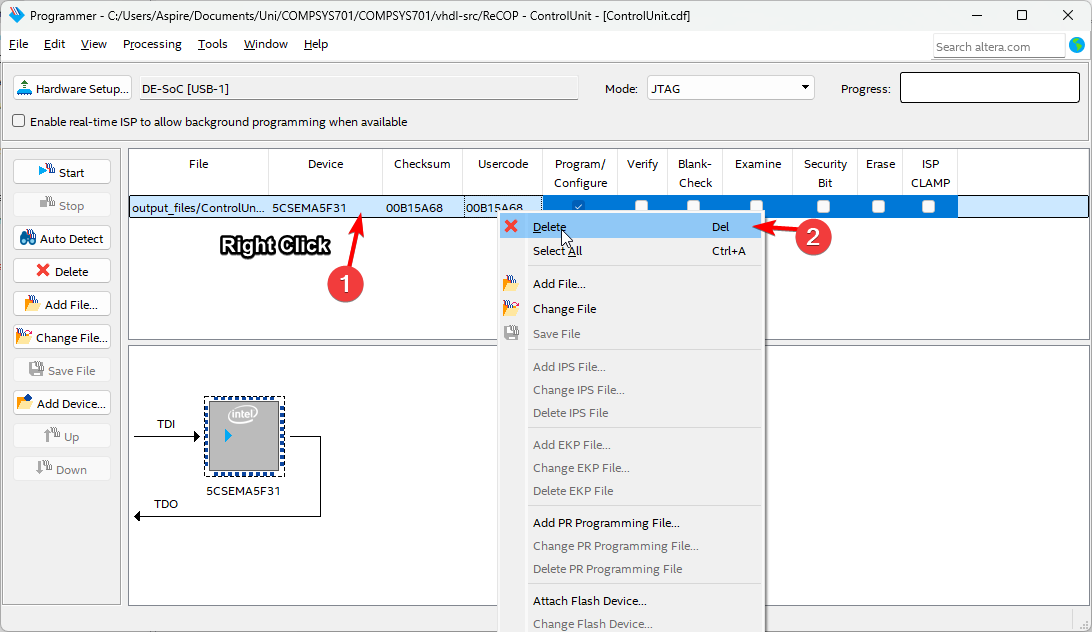 Programmer - C:/Users/Aspire/Documents/Uni/COMPSYS701/COMPSYS701/vhdl-src/ReCOP - ControlUnit - [ControlUnit.cdf]
File Edit View Processing Tools Window Help
Search altera.com
Hardware Setup... DE-SoC [USB-1] Mode: JTAG Progress:
Enable real-time ISP to allow background programming when available
Start
Stop
Auto Detect
Delete
Add File...
Change File...
Save File
Add Device...
Up
Down
File Device Checksum Usercode Program/ Configure Verify Blank- Check Examine Security Bit Erase ISP CLAMP
output_files/ControlUn... 5CSEMA5F31 00B15A68 00B15A68
Right Click
1
2
Delete Del
Select All Ctrl+A
Add File...
Change File
Save File
Add IPS File...
Change IPS File...
Delete IPS File
Add EKP File...
Change EKP File...
Delete EKP File
Add PR Programming File...
Change PR Programming File...
Delete PR Programming File
Attach Flash Device...
Change Flash Device...
TDI
intel
5CSEMA5F31
TDO